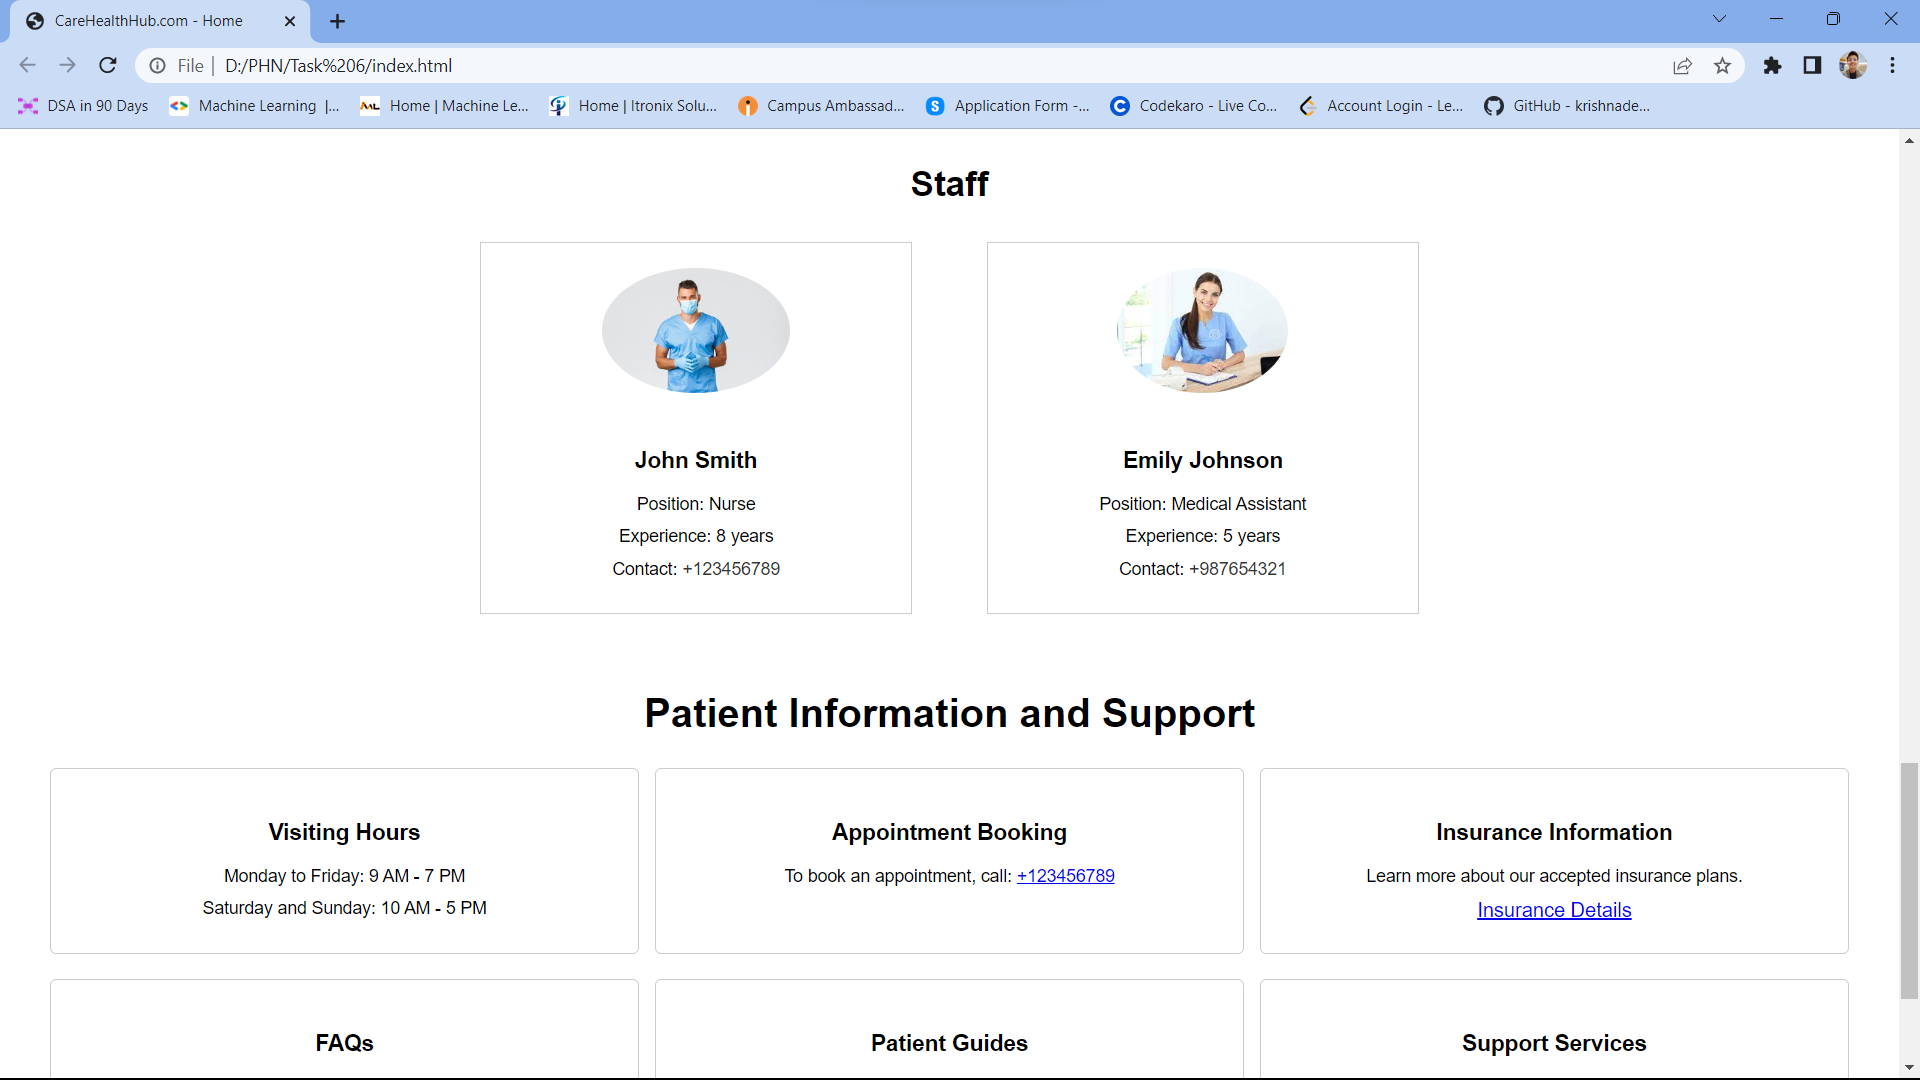 CareHealthHub.com - Home
File | D:/PHN/Task%206/index.html
DSA in 90 Days
Machine Learning |...
Home | Machine Le...
Home | Itronix Solu...
Campus Ambassad...
Application Form -...
Codekaro - Live Co...
Account Login - Le...
GitHub - krishnade...
Staff
John Smith
Position: Nurse
Experience: 8 years
Contact: +123456789
Emily Johnson
Position: Medical Assistant
Experience: 5 years
Contact: +987654321
Patient Information and Support
Visiting Hours
Monday to Friday: 9 AM - 7 PM
Saturday and Sunday: 10 AM - 5 PM
Appointment Booking
To book an appointment, call: +123456789
Insurance Information
Learn more about our accepted insurance plans.
Insurance Details
FAQs
Patient Guides
Support Services